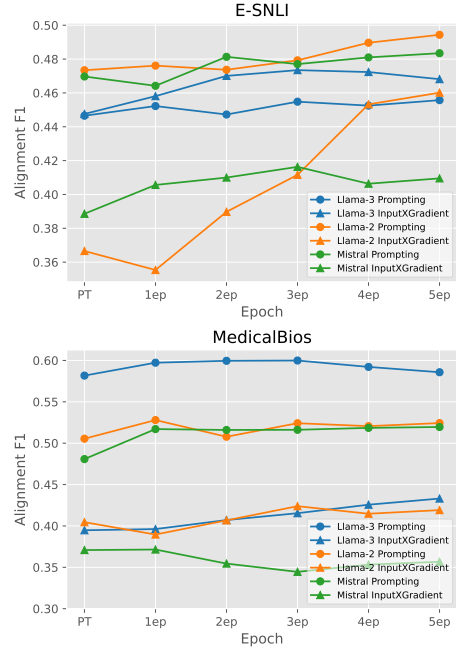 E-SNLI
Alignment F1
0.50
0.48
0.46
0.44
0.42
0.40
0.38
0.36
Llama-3 Prompting
Llama-3 InputXGradient
Llama-2 Prompting
Llama-2 InputXGradient
Mistral Prompting
Mistral InputXGradient
PT 1ep 2ep 3ep 4ep 5ep
Epoch
MedicalBios
Alignment F1
0.60
0.55
0.50
0.45
0.40
0.35
0.30
Llama-3 Prompting
Llama-3 InputXGradient
Llama-2 Prompting
Llama-2 InputXGradient
Mistral Prompting
Mistral InputXGradient
PT 1ep 2ep 3ep 4ep 5ep
Epoch